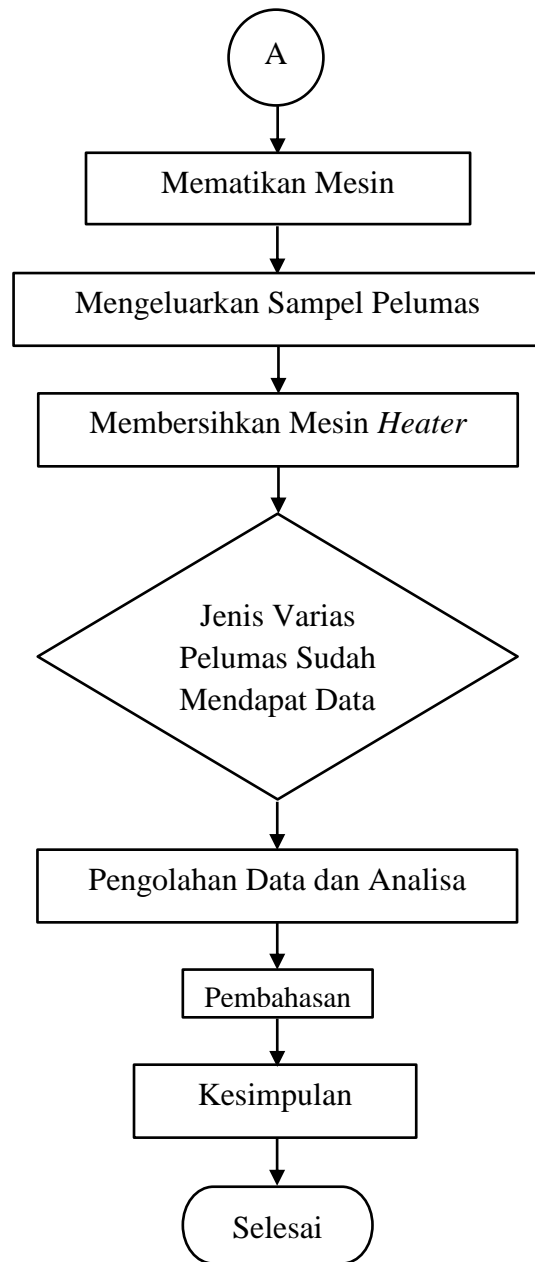 A
Mematikan Mesin
Mengeluarkan Sampel Pelumas
Membersihkan Mesin Heater
Jenis Varias
Pelumas Sudah
Mendapat Data
Pengolahan Data dan Analisa
Pembahasan
Kesimpulan
Selesai